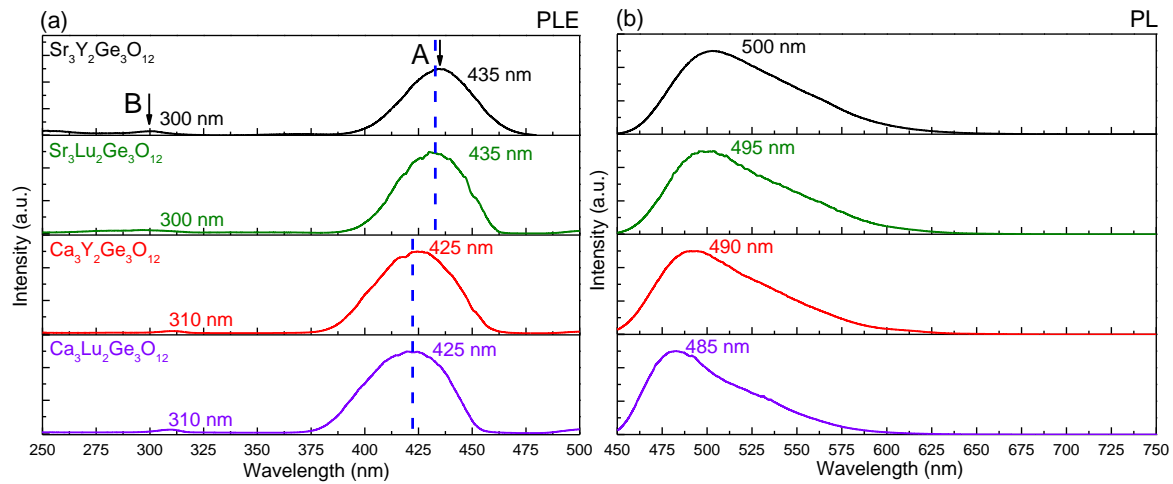 (a) PLE
Sr₃Y₂Ge₃O₁₂
A
435 nm
B
300 nm
Sr₃Lu₂Ge₃O₁₂
435 nm
300 nm
Ca₃Y₂Ge₃O₁₂
425 nm
310 nm
Ca₃Lu₂Ge₃O₁₂
425 nm
310 nm
Intensity (a.u.)
250 275 300 325 350 375 400 425 450 475 500
Wavelength (nm)
(b) PL
500 nm
495 nm
490 nm
485 nm
Intensity (a.u.)
450 475 500 525 550 575 600 625 650 675 700 725 750
Wavelength (nm)